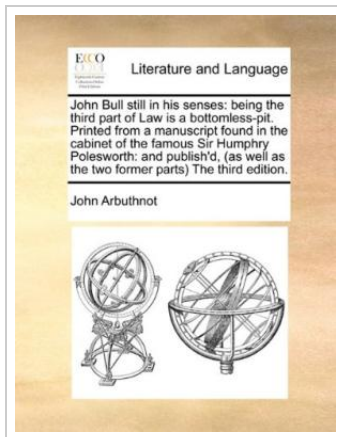 ECCO
Literature and Language
John Bull still in his senses: being the
third part of Law is a bottomless-pit.
Printed from a manuscript found in the
cabinet of the famous Sir Humphry
Polesworth: and publish'd, (as well as
the two former parts) The third edition.
John Arbuthnot